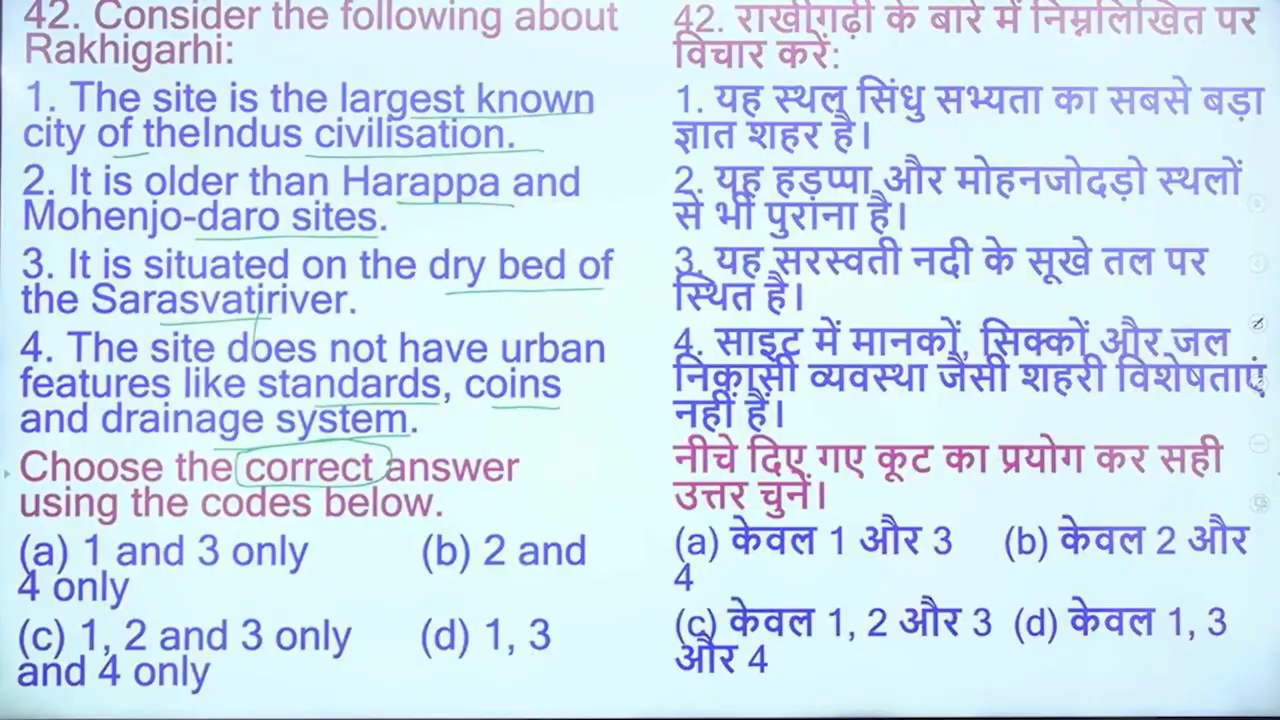 42. Consider the following about
Rakhigarhi:
1. The site is the largest known
city of theIndus civilisation.
2. It is older than Harappa and
Mohenjo-daro sites.
3. It is situated on the dry bed of
the Sarasvatiriver.
4. The site does not have urban
features like standards, coins
and drainage system.
Choose the correct answer
using the codes below.
(a) 1 and 3 only (b) 2 and
4 only
(c) 1, 2 and 3 only (d) 1, 3
and 4 only
42. राखीगढ़ी के बारे में निम्नलिखित पर
विचार करें:
1. यह स्थल सिंधु सभ्यता का सबसे बड़ा
ज्ञात शहर है।
2. यह हड़प्पा और मोहनजोदड़ो स्थलों
से भी पुराना है।
3. यह सरस्वती नदी के सूखे तल पर
स्थित है।
4. साइट में मानकों, सिक्कों और जल
निकासी व्यवस्था जैसी शहरी विशेषताएं
नहीं हैं।
नीचे दिए गए कूट का प्रयोग कर सही
उत्तर चुनें।
(a) केवल 1 और 3 (b) केवल 2 और
4
(c) केवल 1, 2 और 3 (d) केवल 1, 3
और 4